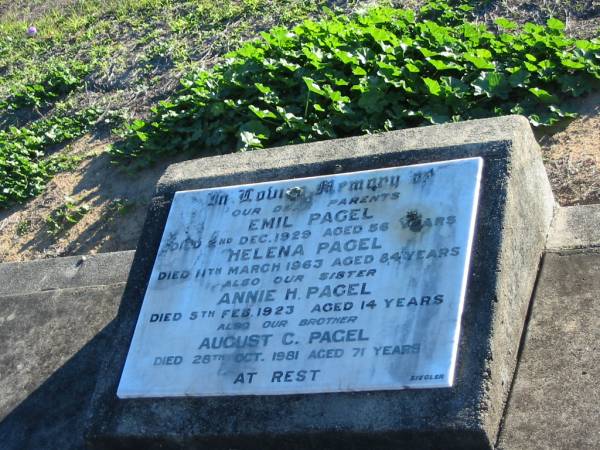 In Loving Memory of
OUR DEAR PARENTS
EMIL PAGEL
DIED 2ND DEC. 1929 AGED 56 YEARS
HELENA PAGEL
DIED 11TH MARCH 1963 AGED 84 YEARS
ALSO OUR SISTER
ANNIE H. PAGEL
DIED 5TH FEB. 1923 AGED 14 YEARS
ALSO OUR BROTHER
AUGUST C. PAGEL
DIED 28TH OCT. 1981 AGED 71 YEARS
AT REST
SIEGLER